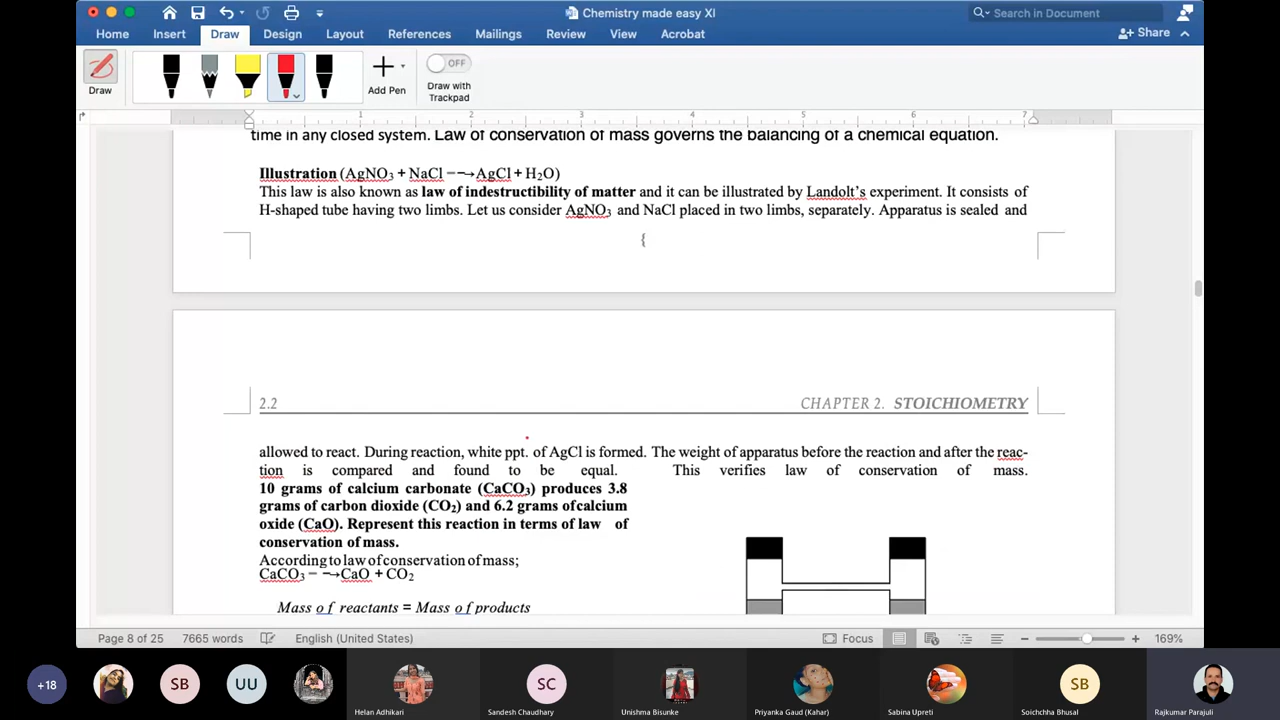 Chemistry made easy XI
Search in Document
Home Insert Draw Design Layout References Mailings Review View Acrobat
Share
Draw
Add Pen
OFF
Draw with
Trackpad
1 2 3 4 5 6 7
time in any closed system. Law of conservation of mass governs the balancing of a chemical equation.
Illustration (AgNO₃ + NaCl −−→ AgCl + H₂O)
This law is also known as law of indestructibility of matter and it can be illustrated by Landolt's experiment. It consists of
H-shaped tube having two limbs. Let us consider AgNO₃ and NaCl placed in two limbs, separately. Apparatus is sealed and
{
2.2 CHAPTER 2. STOICHIOMETRY
allowed to react. During reaction, white ppt. of AgCl is formed. The weight of apparatus before the reaction and after the reac-
tion is compared and found to be equal. This verifies law of conservation of mass.
10 grams of calcium carbonate (CaCO₃) produces 3.8
grams of carbon dioxide (CO₂) and 6.2 grams of calcium
oxide (CaO). Represent this reaction in terms of law of
conservation of mass.
According to law of conservation of mass;
CaCO₃ − −→ CaO + CO₂
Mass o f reactants = Mass o f products
Page 8 of 25 7665 words English (United States) Focus 169%
+18 SB UU SC SB
Helan Adhikari Sandesh Chaudhary Unishma Bisunke Priyanka Gaud (Kahar) Sabina Upreti Soichchha Bhusal Rajkumar Parajuli